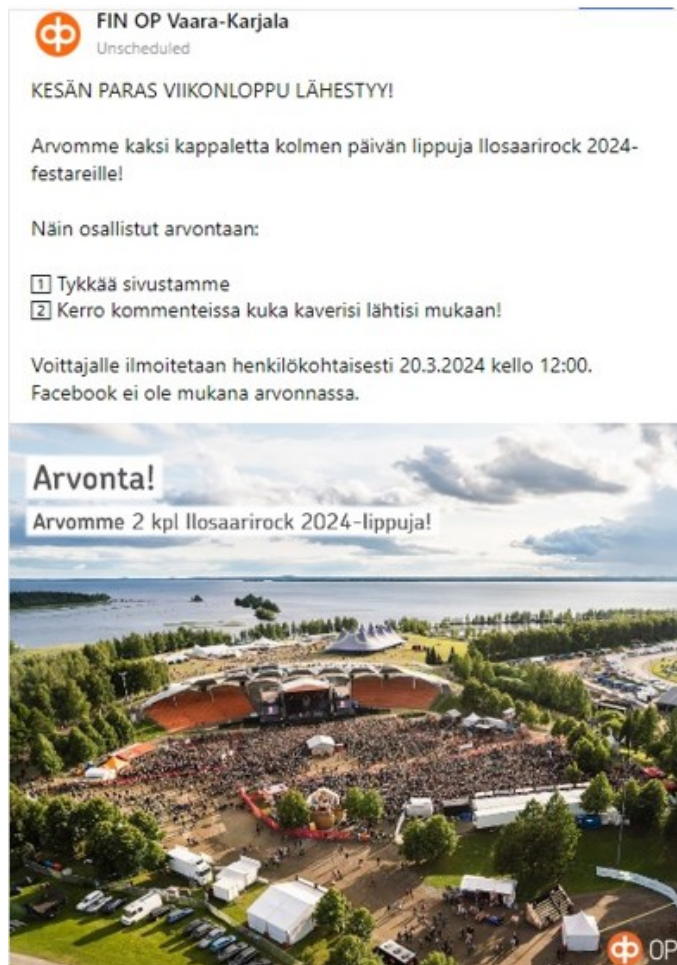 FIN OP Vaara-Karjala
Unscheduled
KESÄN PARAS VIIKONLOPPU LÄHESTYY!
Arvomme kaksi kappaletta kolmen päivän lippuja Ilosaarirock 2024-
festareille!
Näin osallistut arvontaan:
1 Tykkää sivustamme
2 Kerro kommenteissa kuka kaverisi lähtisi mukaan!
Voittajalle ilmoitetaan henkilökohtaisesti 20.3.2024 kello 12:00.
Facebook ei ole mukana arvonnassa.
Arvonta!
Arvomme 2 kpl Ilosaarirock 2024-lippuja!
OP